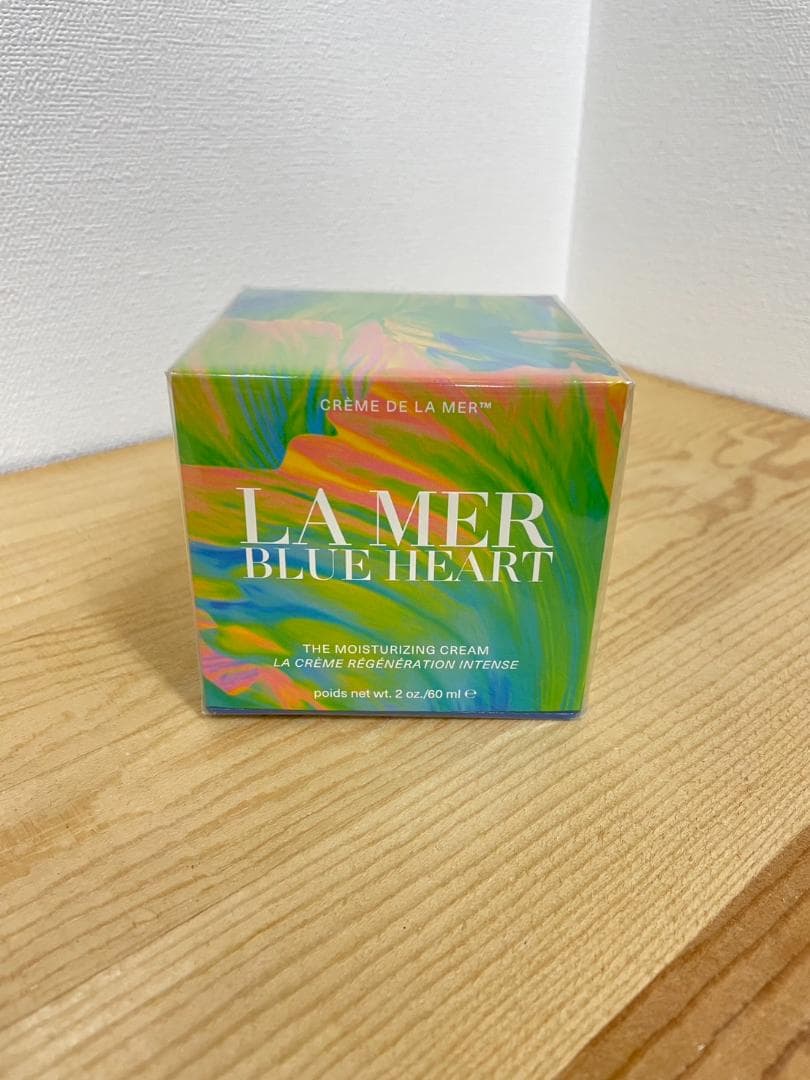 CRÈME DE LA MER™
LA MER
BLUE HEART
THE MOISTURIZING CREAM
LA CRÈME RÉGÉNÉRATION INTENSE
poids net wt. 2 oz./60 ml ℮